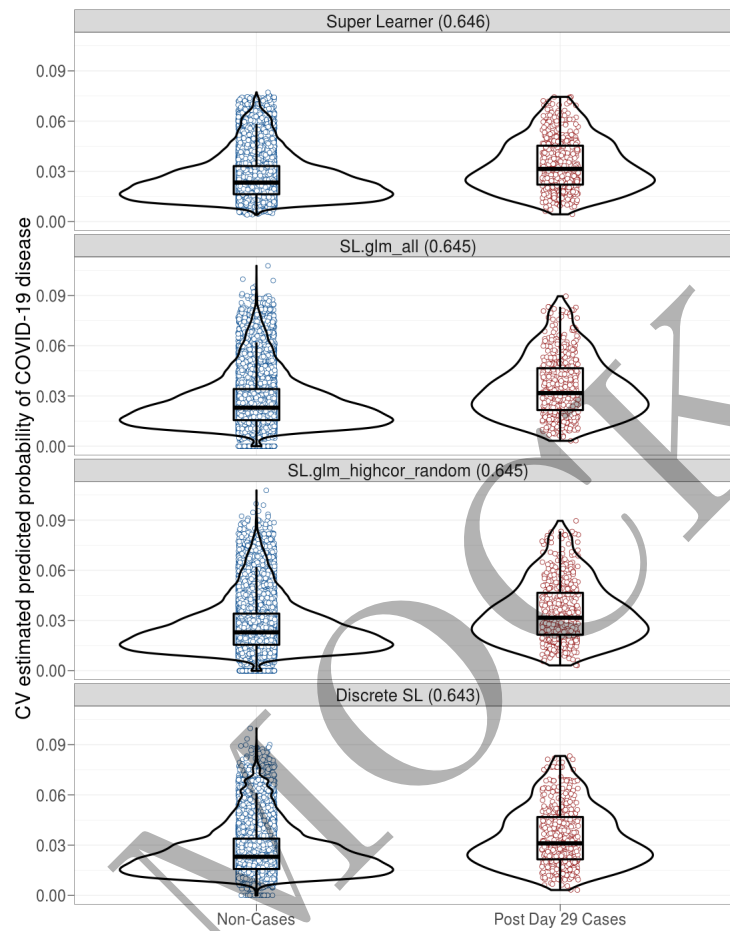 Super Learner (0.646)
0.09
0.06
0.03
0.00
SL.glm_all (0.645)
0.09
0.06
0.03
0.00
SL.glm_highcor_random (0.645)
0.09
0.06
0.03
0.00
Discrete SL (0.643)
0.09
0.06
0.03
0.00
CV estimated predicted probability of COVID-19 disease
Non-Cases
Post Day 29 Cases
MOCK